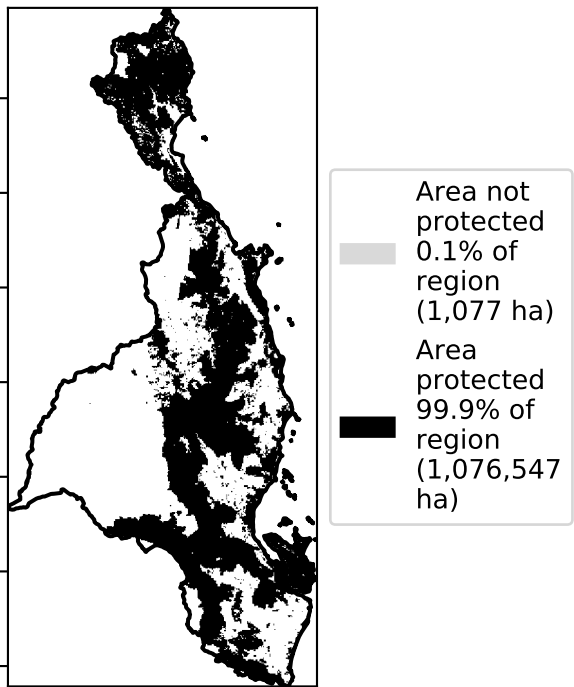 Area not
protected
0.1% of
region
(1,077 ha)
Area
protected
99.9% of
region
(1,076,547
ha)